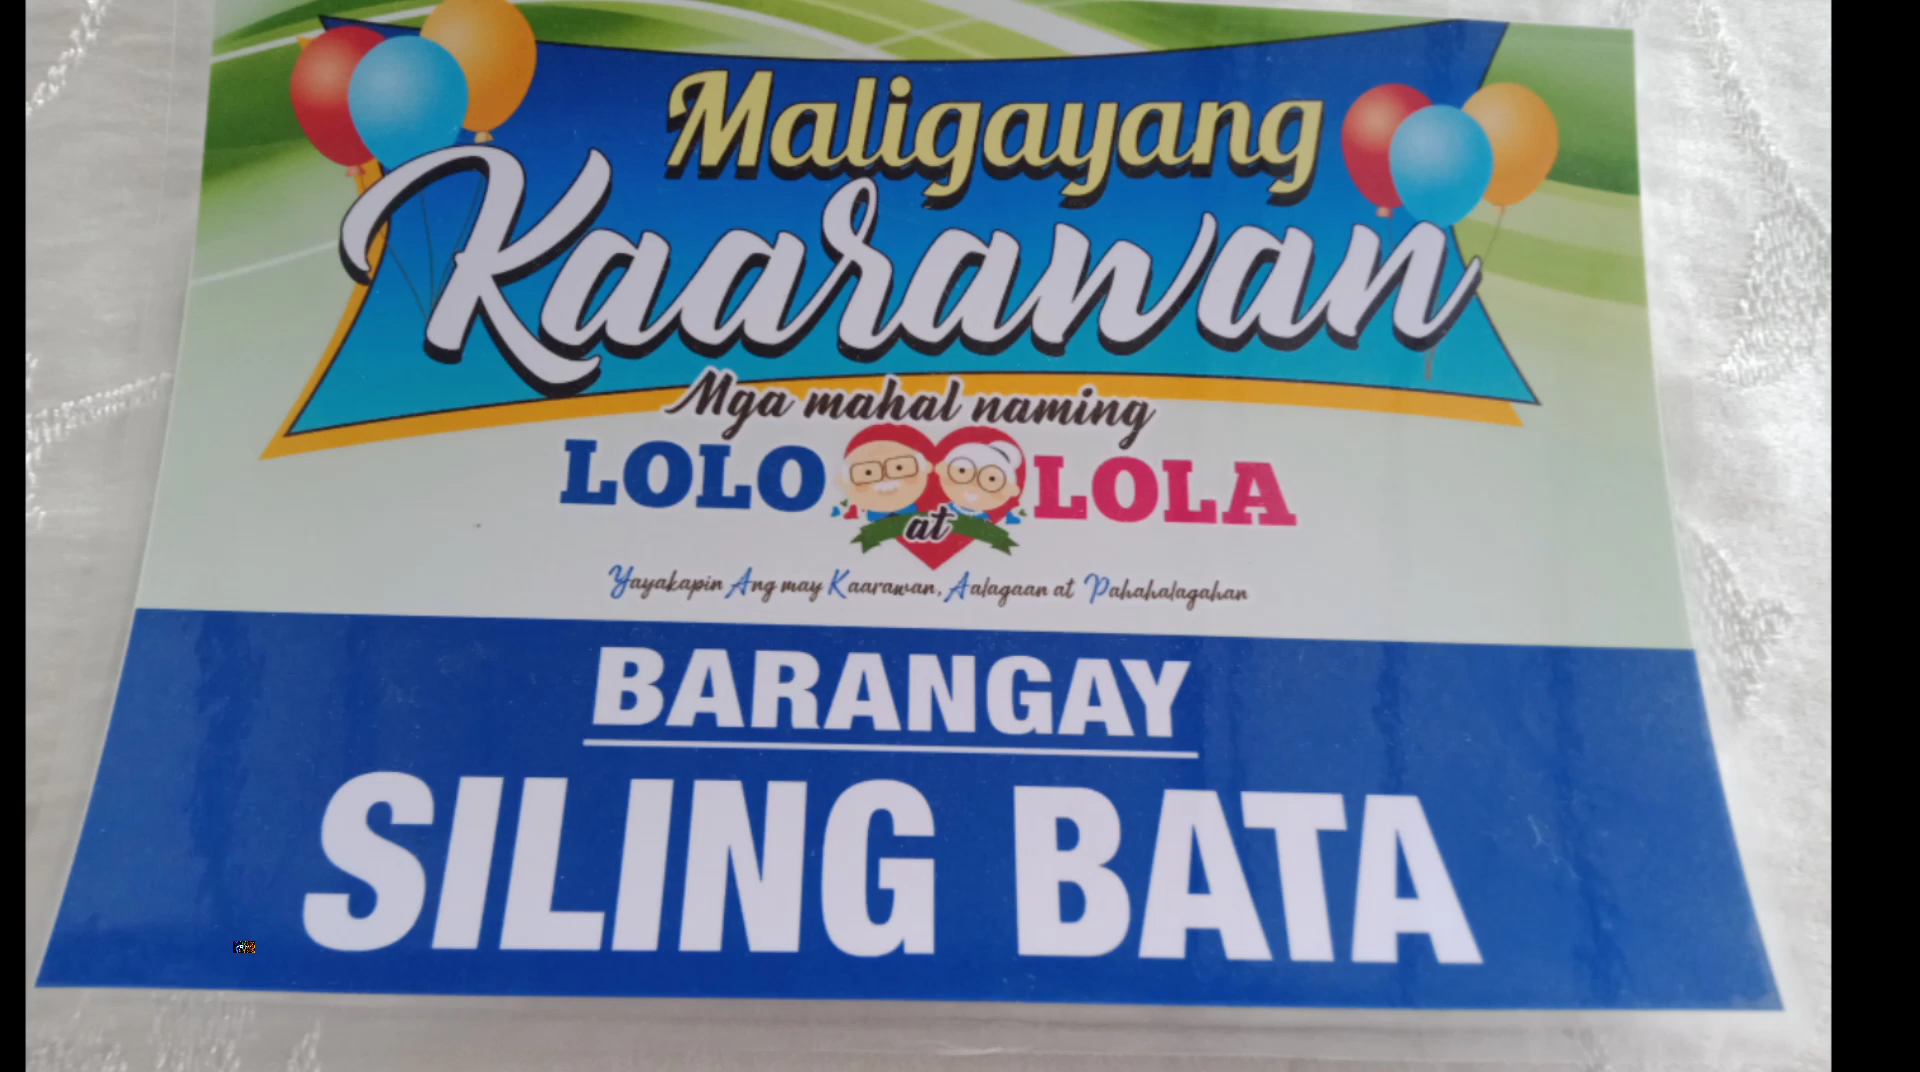 Maligayang
Kaarawan
Mga mahal naming
LOLO at LOLA
Yayakapin Ang may Kaarawan, Aalagaan at Pahahalagahan
BARANGAY
SILING BATA